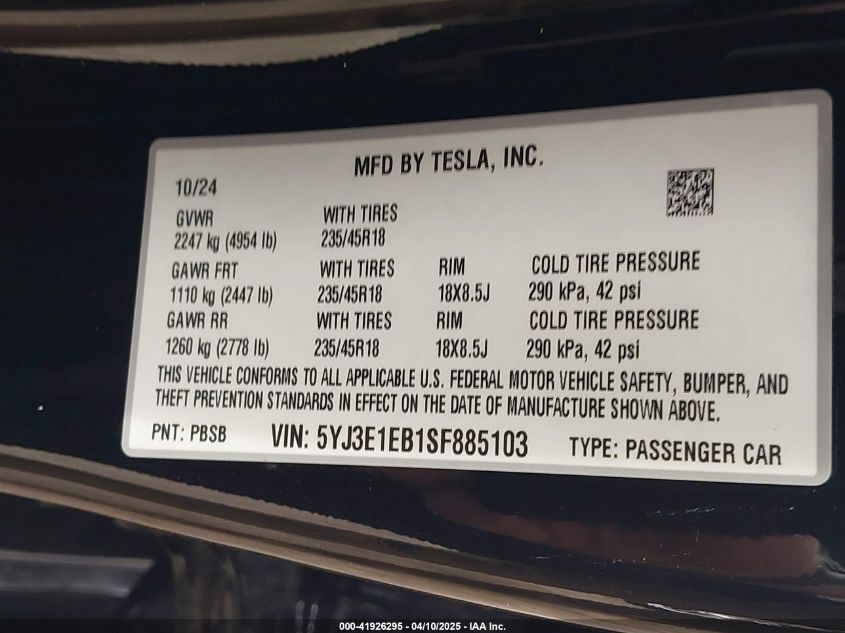 MFD BY TESLA, INC.
10/24
GVWR WITH TIRES
2247 kg (4954 lb) 235/45R18
GAWR FRT WITH TIRES RIM COLD TIRE PRESSURE
1110 kg (2447 lb) 235/45R18 18X8.5J 290 kPa, 42 psi
GAWR RR WITH TIRES RIM COLD TIRE PRESSURE
1260 kg (2778 lb) 235/45R18 18X8.5J 290 kPa, 42 psi
THIS VEHICLE CONFORMS TO ALL APPLICABLE U.S. FEDERAL MOTOR VEHICLE SAFETY, BUMPER, AND
THEFT PREVENTION STANDARDS IN EFFECT ON THE DATE OF MANUFACTURE SHOWN ABOVE.
PNT: PBSB VIN: 5YJ3E1EB1SF885103 TYPE: PASSENGER CAR
000-41926295 - 04/10/2025 - IAA Inc.